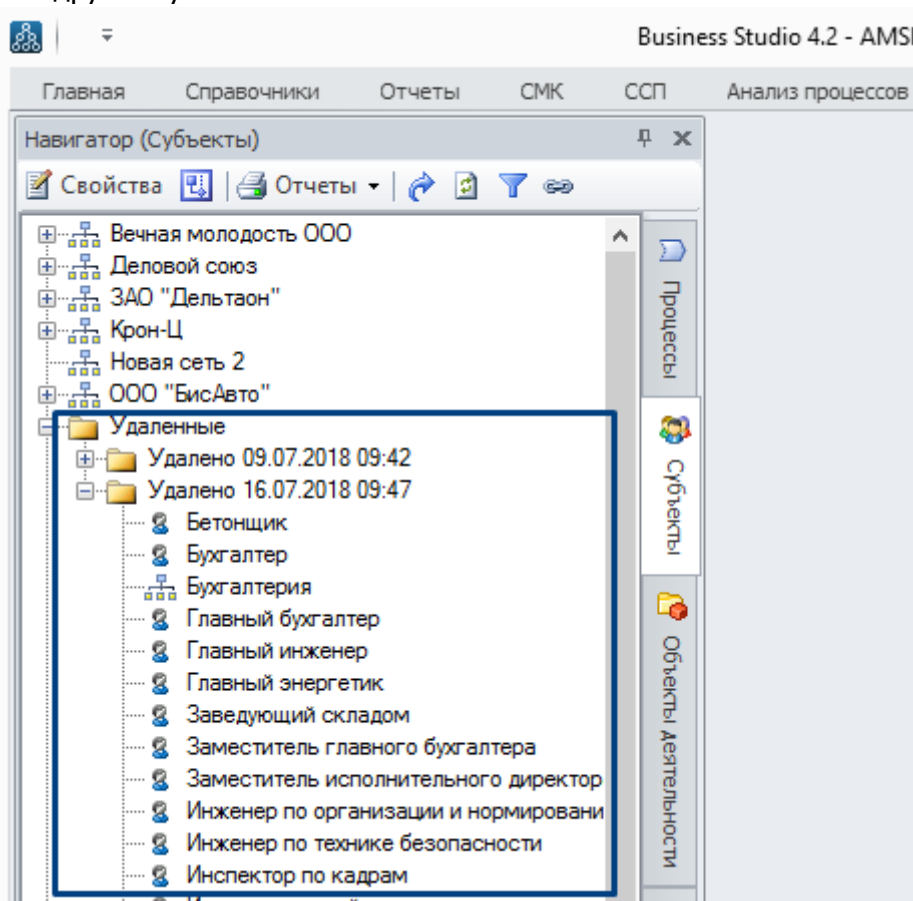 Business Studio 4.2 - AMS
Главная Справочники Отчеты СМК ССП Анализ процессов
Навигатор (Субъекты)
Свойства Отчеты
Вечная молодость ООО
Деловой союз
ЗАО "Дельтаон"
Крон-Ц
Новая сеть 2
ООО "БисАвто"
Удаленные
Удалено 09.07.2018 09:42
Удалено 16.07.2018 09:47
Бетонщик
Бухгалтер
Бухгалтерия
Главный бухгалтер
Главный инженер
Главный энергетик
Заведующий складом
Заместитель главного бухгалтера
Заместитель исполнительного директор
Инженер по организации и нормировани
Инженер по технике безопасности
Инспектор по кадрам
Процессы
Субъекты
Объекты деятельности